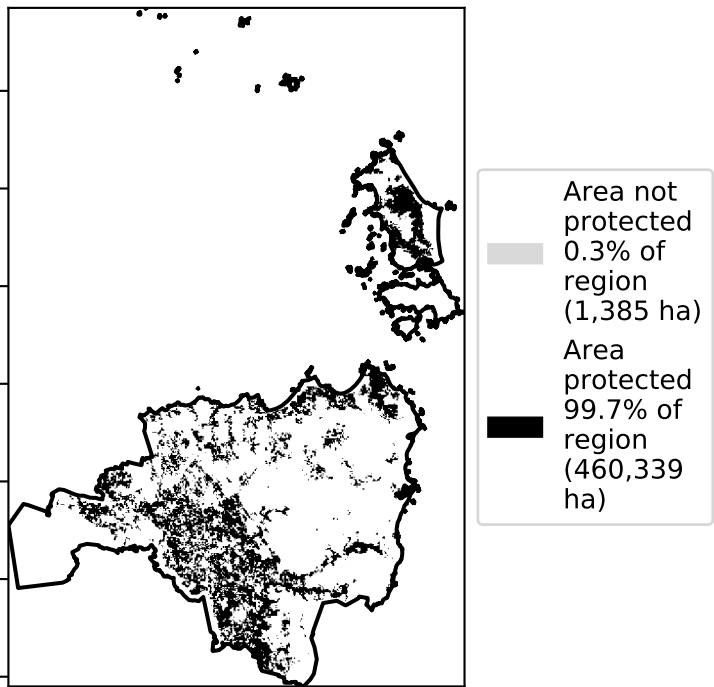 Area not
protected
0.3% of
region
(1,385 ha)
Area
protected
99.7% of
region
(460,339
ha)